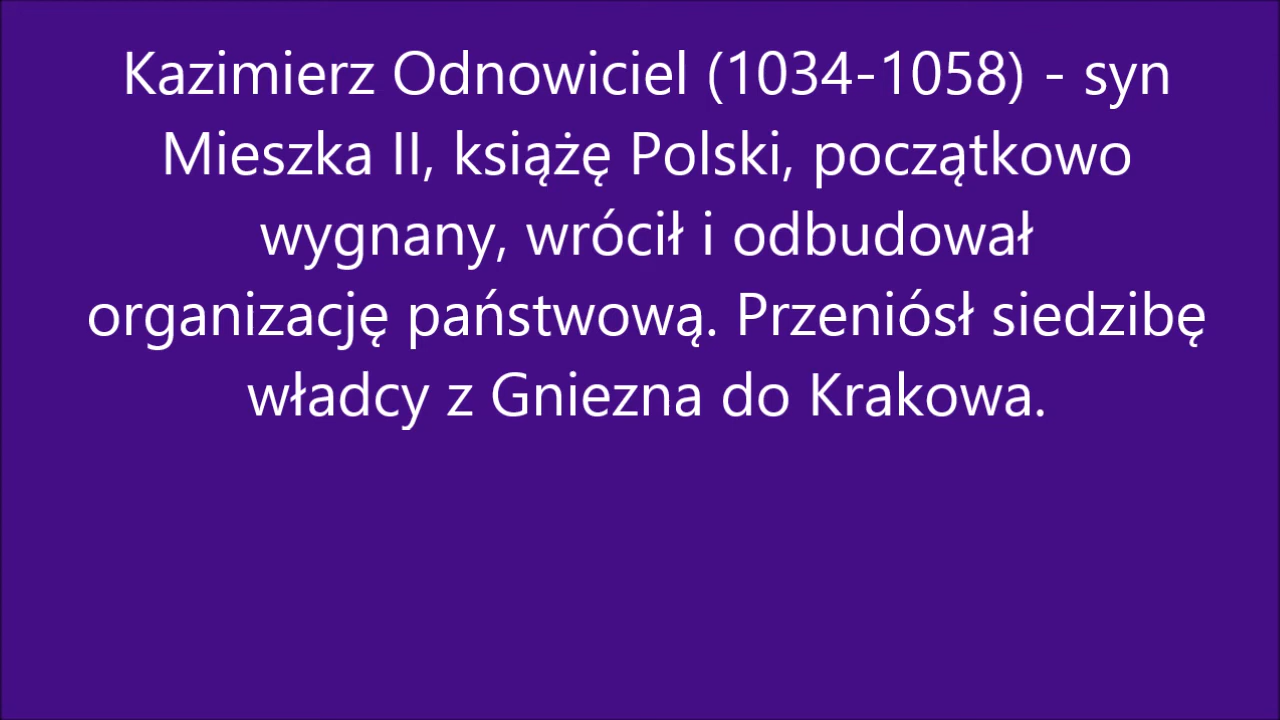 Kazimierz Odnowiciel (1034-1058) - syn
Mieszka II, książę Polski, początkowo
wygnany, wrócił i odbudował
organizację państwową. Przeniósł siedzibę
władcy z Gniezna do Krakowa.